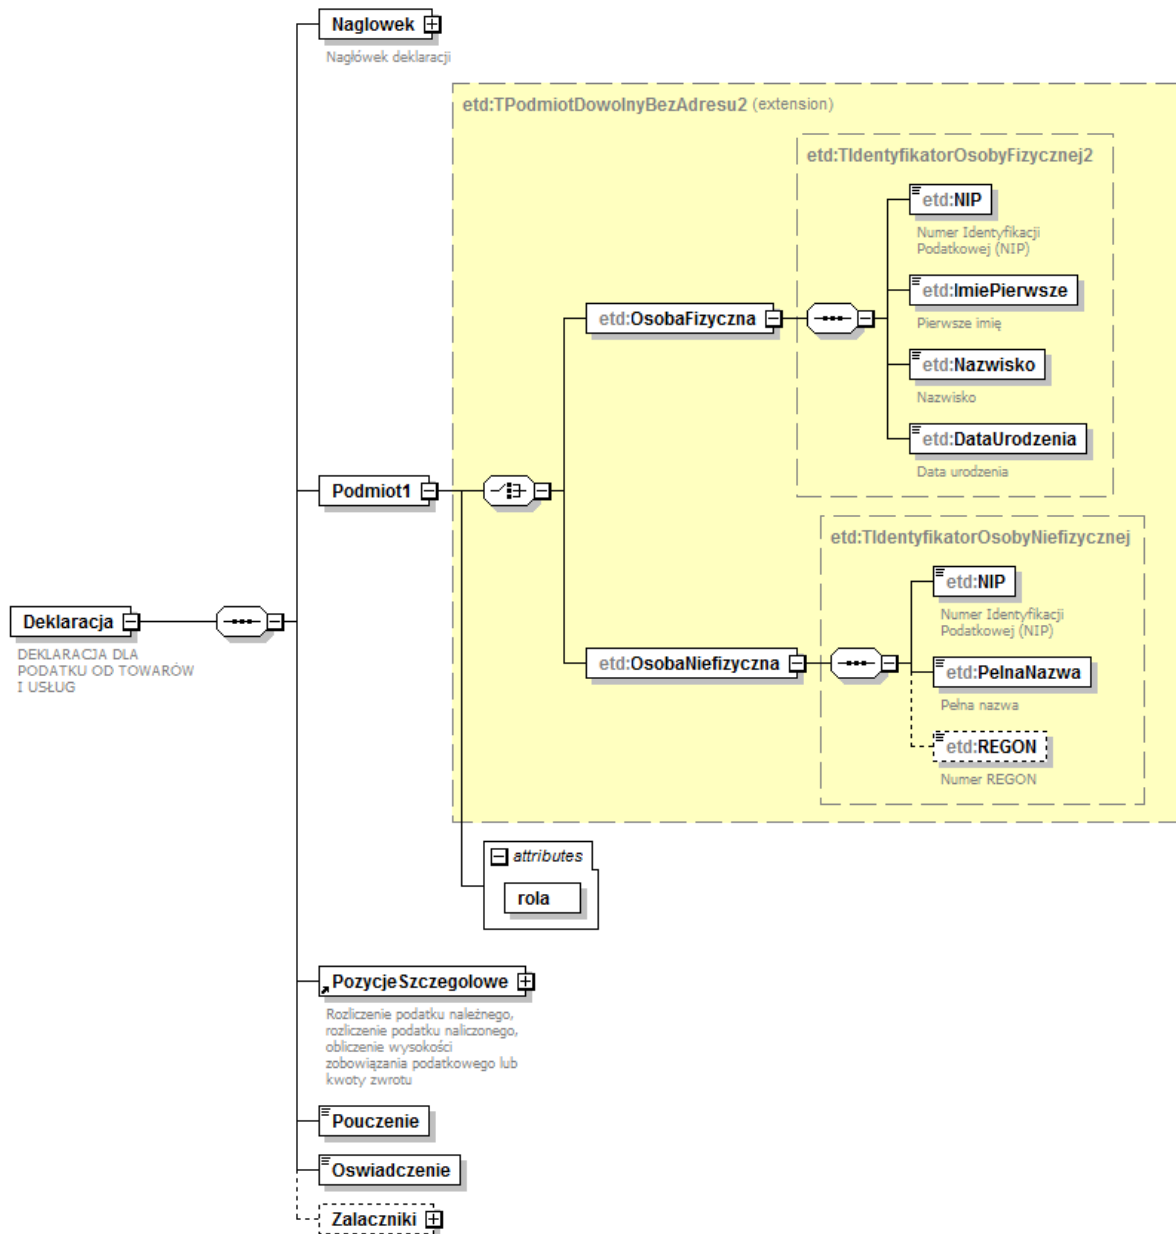 Naglowek
Nagłówek deklaracji
etd:TPodmiotDowolnyBezAdresu2 (extension)
etd:TIdentyfikatorOsobyFizycznej2
etd:NIP
Numer Identyfikacji
Podatkowej (NIP)
etd:ImiePierwsze
Pierwsze imię
etd:OsobaFizyczna
etd:Nazwisko
Nazwisko
etd:DataUrodzenia
Data urodzenia
Podmiot1
etd:TIdentyfikatorOsobyNiefizycznej
etd:NIP
Numer Identyfikacji
Podatkowej (NIP)
Deklaracja
DEKLARACJA DLA
PODATKU OD TOWARÓW
I USŁUG
etd:OsobaNiefizyczna
etd:PelnaNazwa
Pełna nazwa
etd:REGON
Numer REGON
attributes
rola
PozycjeSzczegolowe
Rozliczenie podatku należnego,
rozliczenie podatku naliczonego,
obliczenie wysokości
zobowiązania podatkowego lub
kwoty zwrotu
Pouczenie
Oswiadczenie
Zalaczniki